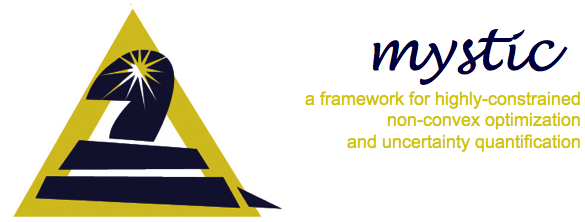 mystic
a framework for highly-constrained
non-convex optimization
and uncertainty quantification